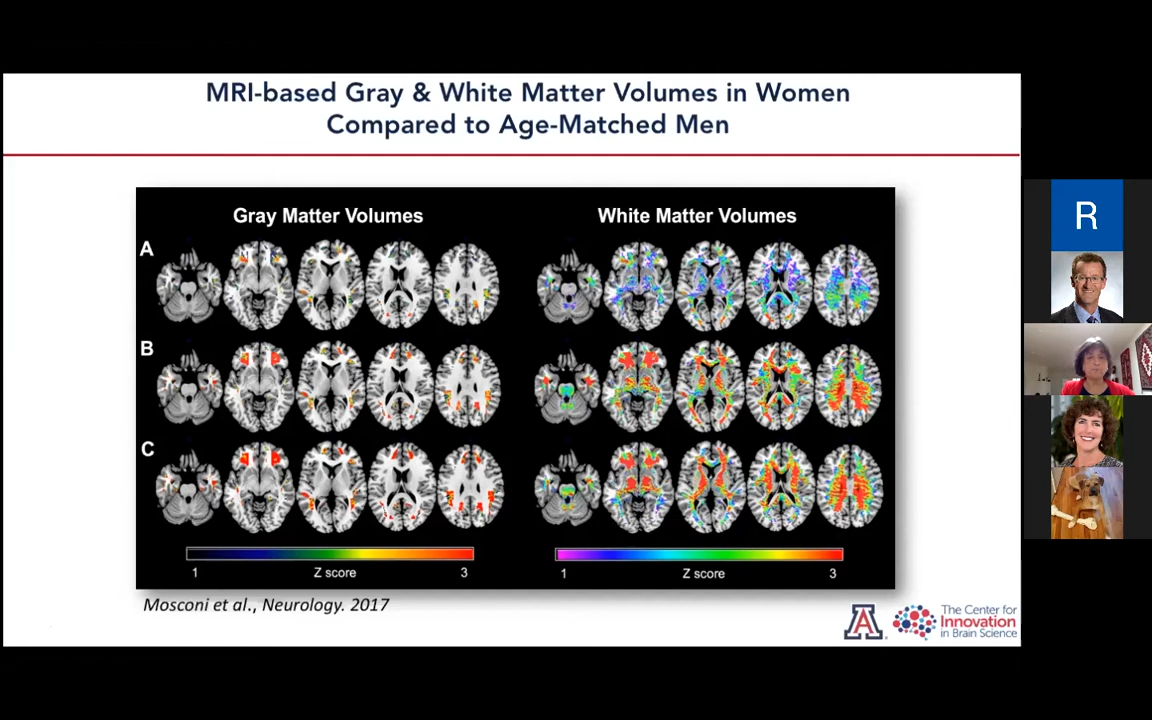 MRI-based Gray & White Matter Volumes in Women
Compared to Age-Matched Men
Gray Matter Volumes
White Matter Volumes
A
B
C
1
Z score
3
1
Z score
3
Mosconi et al., Neurology. 2017
A
The Center for
Innovation
in Brain Science
R